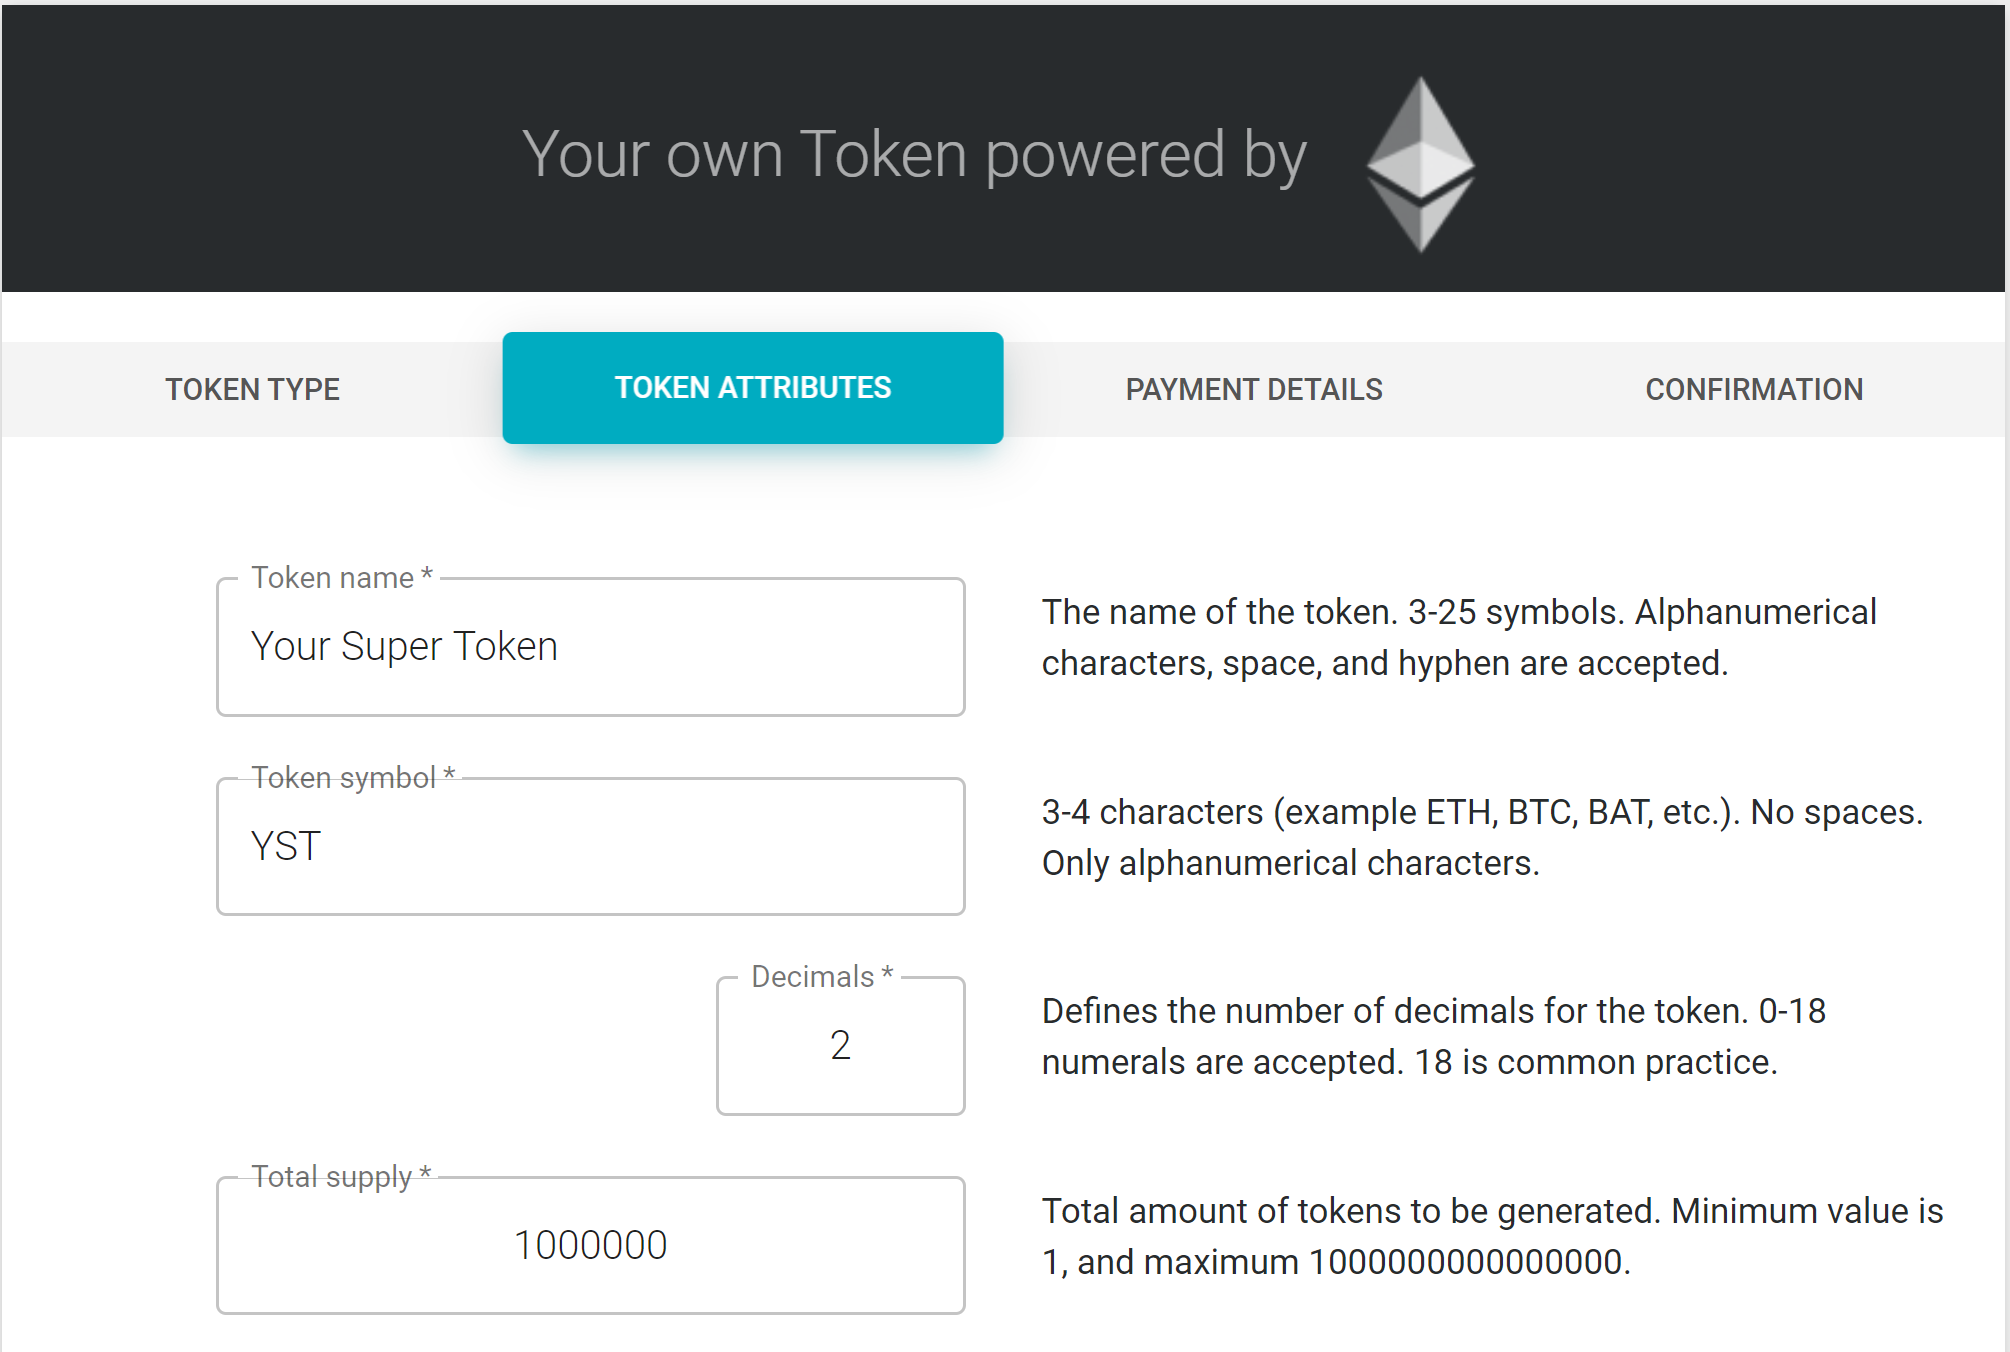 Your own Token powered by
TOKEN TYPE
TOKEN ATTRIBUTES
PAYMENT DETAILS
CONFIRMATION
Token name *
Your Super Token
The name of the token. 3-25 symbols. Alphanumerical
characters, space, and hyphen are accepted.
Token symbol *
YST
3-4 characters (example ETH, BTC, BAT, etc.). No spaces.
Only alphanumerical characters.
Decimals *
2
Defines the number of decimals for the token. 0-18
numerals are accepted. 18 is common practice.
Total supply *
1000000
Total amount of tokens to be generated. Minimum value is
1, and maximum 1000000000000000.